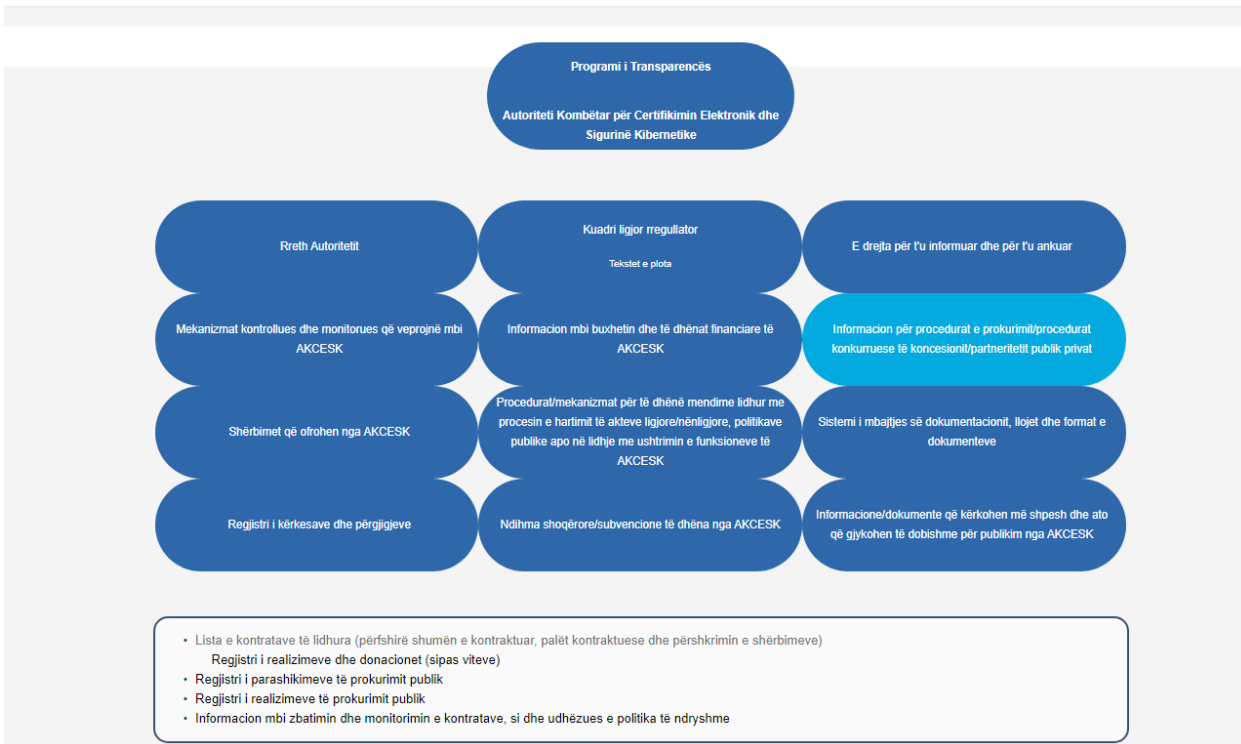 Programi i Transparencës
Autoriteti Kombëtar për Certifikimin Elektronik dhe
Sigurinë Kibernetike
Rreth Autoritetit
Kuadri ligjor rregullator
Tekstet e plota
E drejta për t'u informuar dhe për t'u ankuar
Mekanizmat kontrollues dhe monitorues që veprojnë mbi
AKCESK
Informacion mbi buxhetin dhe të dhënat financiare të
AKCESK
Informacion për procedurat e prokurimit/procedurat
konkurruese të koncesionit/partneritetit publik privat
Shërbimet që ofrohen nga AKCESK
Procedurat/mekanizmat për të dhënë mendime lidhur me
procesin e hartimit të akteve ligjore/nënligjore, politikave
publike apo në lidhje me ushtrimin e funksioneve të
AKCESK
Sistemi i mbajtjes së dokumentacionit, llojet dhe format e
dokumenteve
Regjistri i kërkesave dhe përgjigjeve
Ndihma shoqërore/subvencione të dhëna nga AKCESK
Informacione/dokumente që kërkohen më shpesh dhe ato
që gjykohen të dobishme për publikim nga AKCESK
• Lista e kontratave të lidhura (përfshirë shumën e kontraktuar, palët kontraktuese dhe përshkrimin e shërbimeve)
Regjistri i realizimeve dhe donacionet (sipas viteve)
• Regjistri i parashikimeve të prokurimit publik
• Regjistri i realizimeve të prokurimit publik
• Informacion mbi zbatimin dhe monitorimin e kontratave, si dhe udhëzues e politika të ndryshme